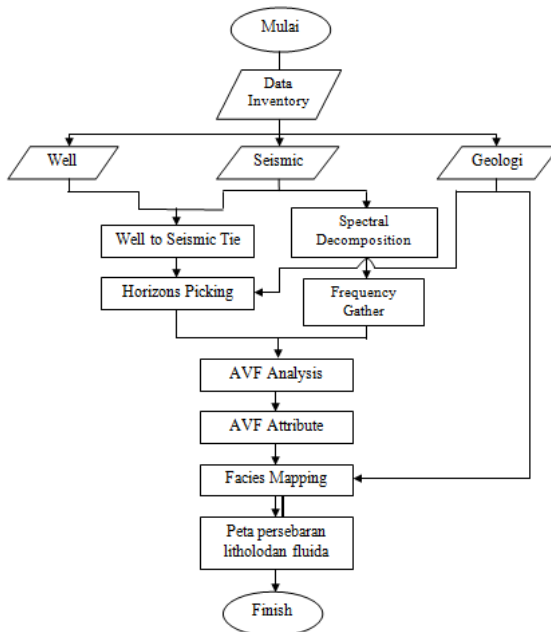 Mulai
Data
Inventory
Well
Seismic
Geologi
Well to Seismic Tie
Spectral
Decomposition
Horizons Picking
Frequency
Gather
AVF Analysis
AVF Attribute
Facies Mapping
Peta persebaran
litholodan fluida
Finish